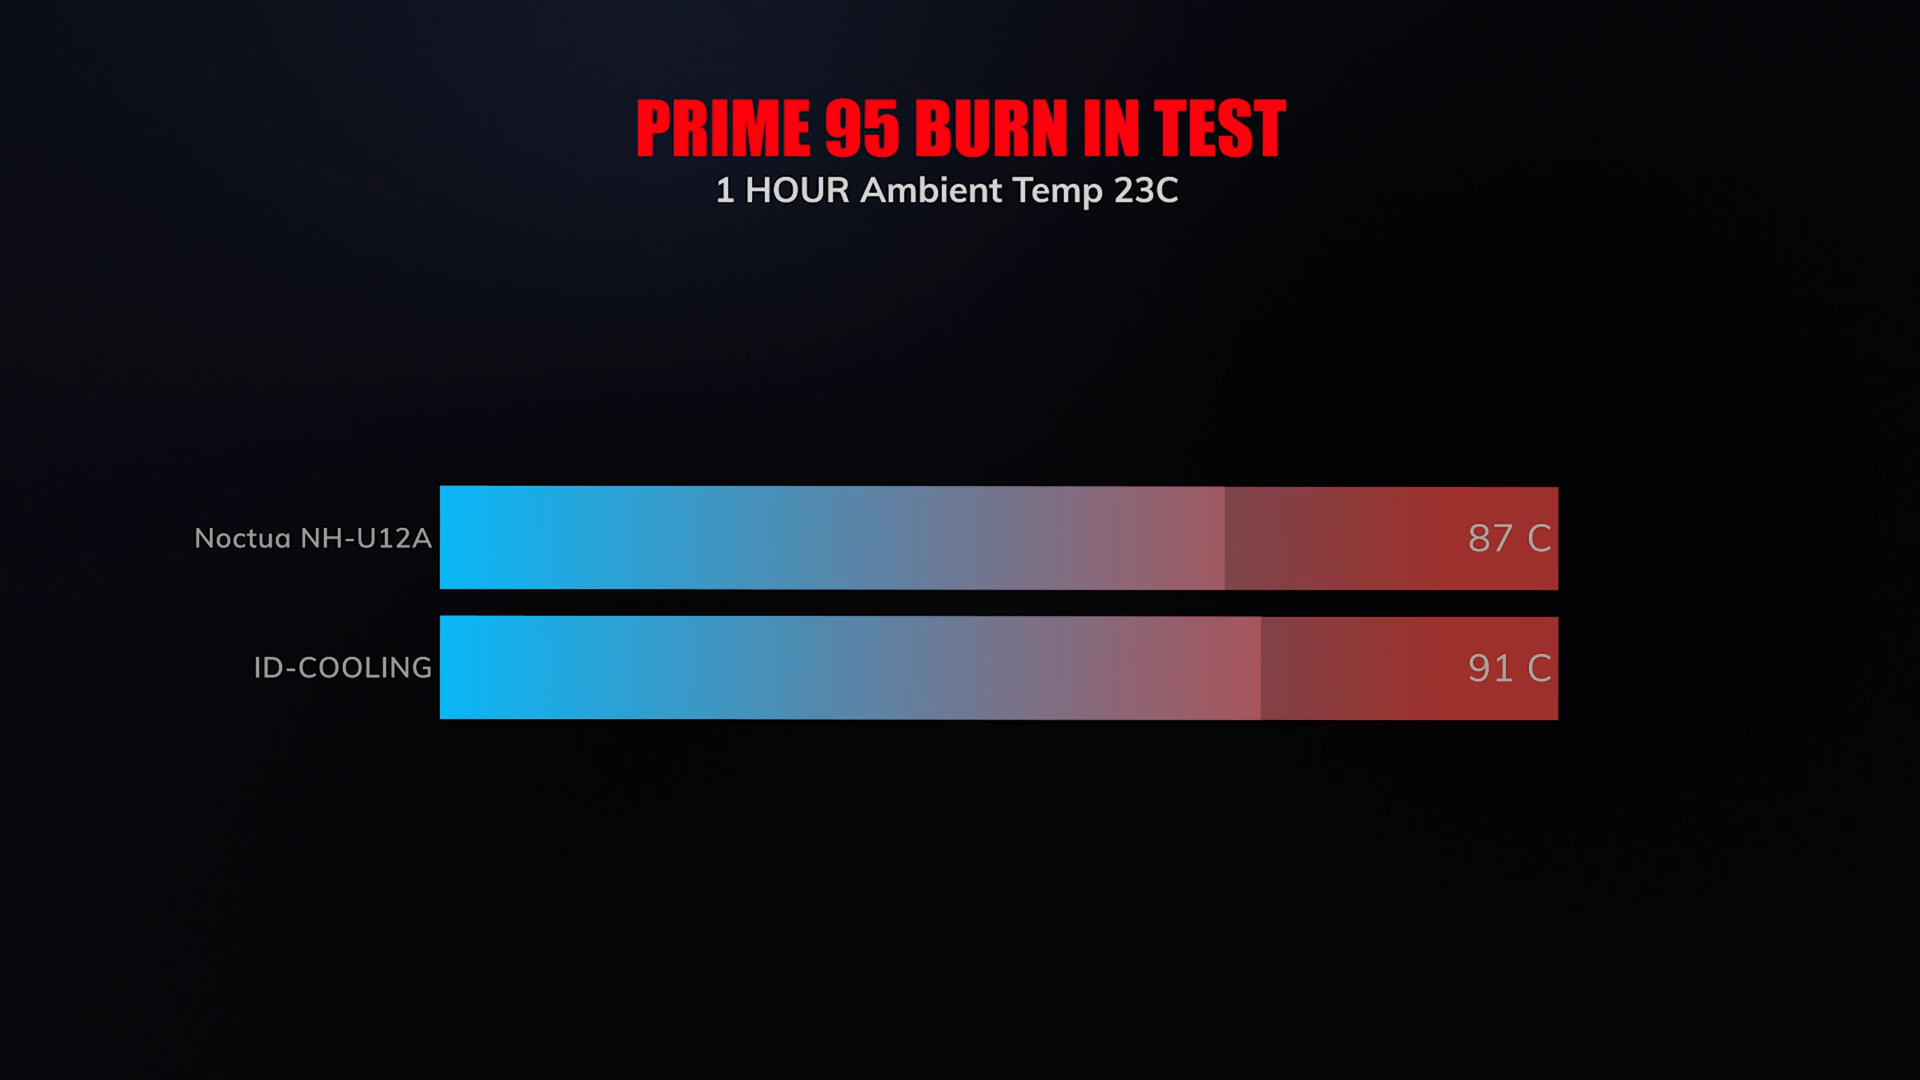 PRIME 95 BURN IN TEST
1 HOUR Ambient Temp 23C
Noctua NH-U12A 87 C
ID-COOLING 91 C